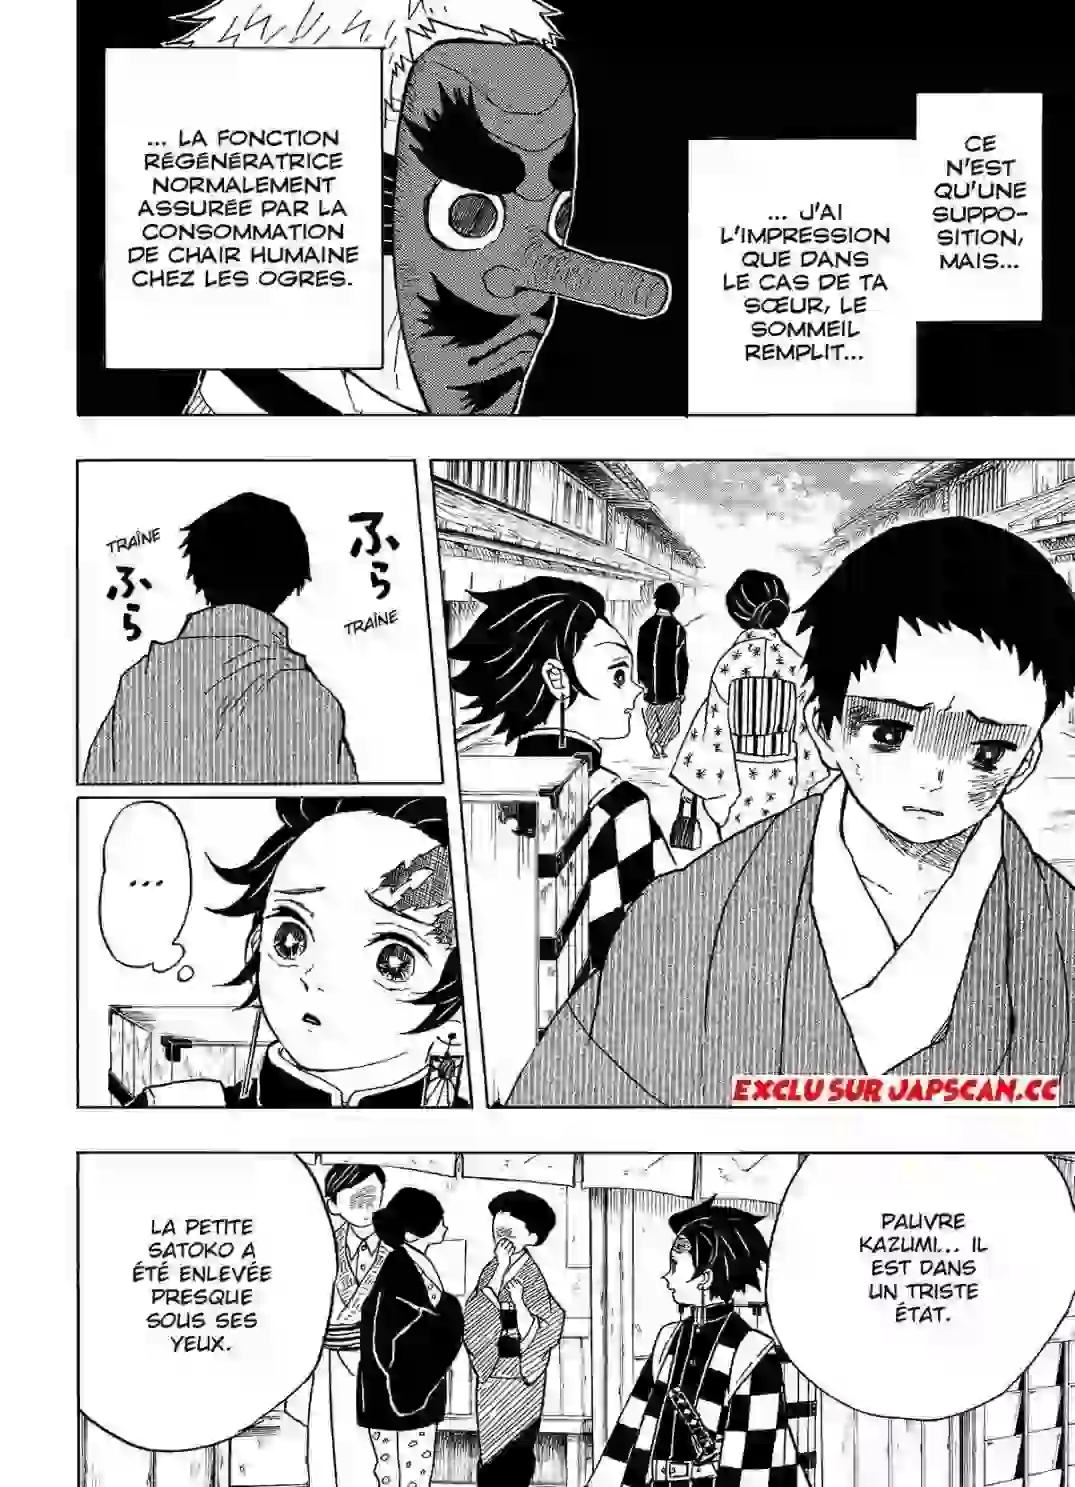 CE
N'EST
QU'UNE
SUPPO-
SITION,
MAIS...
... J'AI
L'IMPRESSION
QUE DANS
LE CAS DE TA
SŒUR, LE
SOMMEIL
REMPLIT...
... LA FONCTION
RÉGÉNÉRATRICE
NORMALEMENT
ASSURÉE PAR LA
CONSOMMATION
DE CHAIR HUMAINE
CHEZ LES OGRES.
EXCLU SUR JAPSCAN.CC
ふら
TRAÎNE
TRAÎNE
ふら
...
PAUVRE
KAZUMI... IL
EST DANS
UN TRISTE
ÉTAT.
LA PETITE
SATOKO A
ÉTÉ ENLEVÉE
PRESQUE
SOUS SES
YEUX.